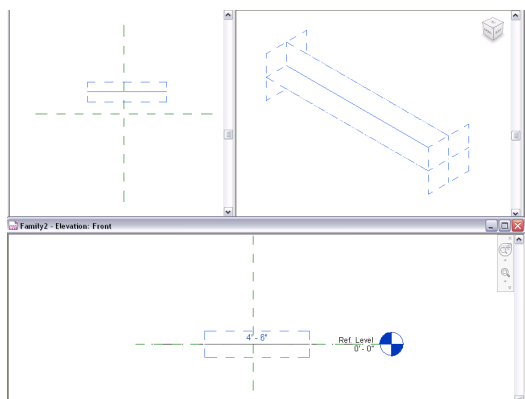 Family2 - Elevation: Front
4' - 6"
Ref. Level
0' - 0"